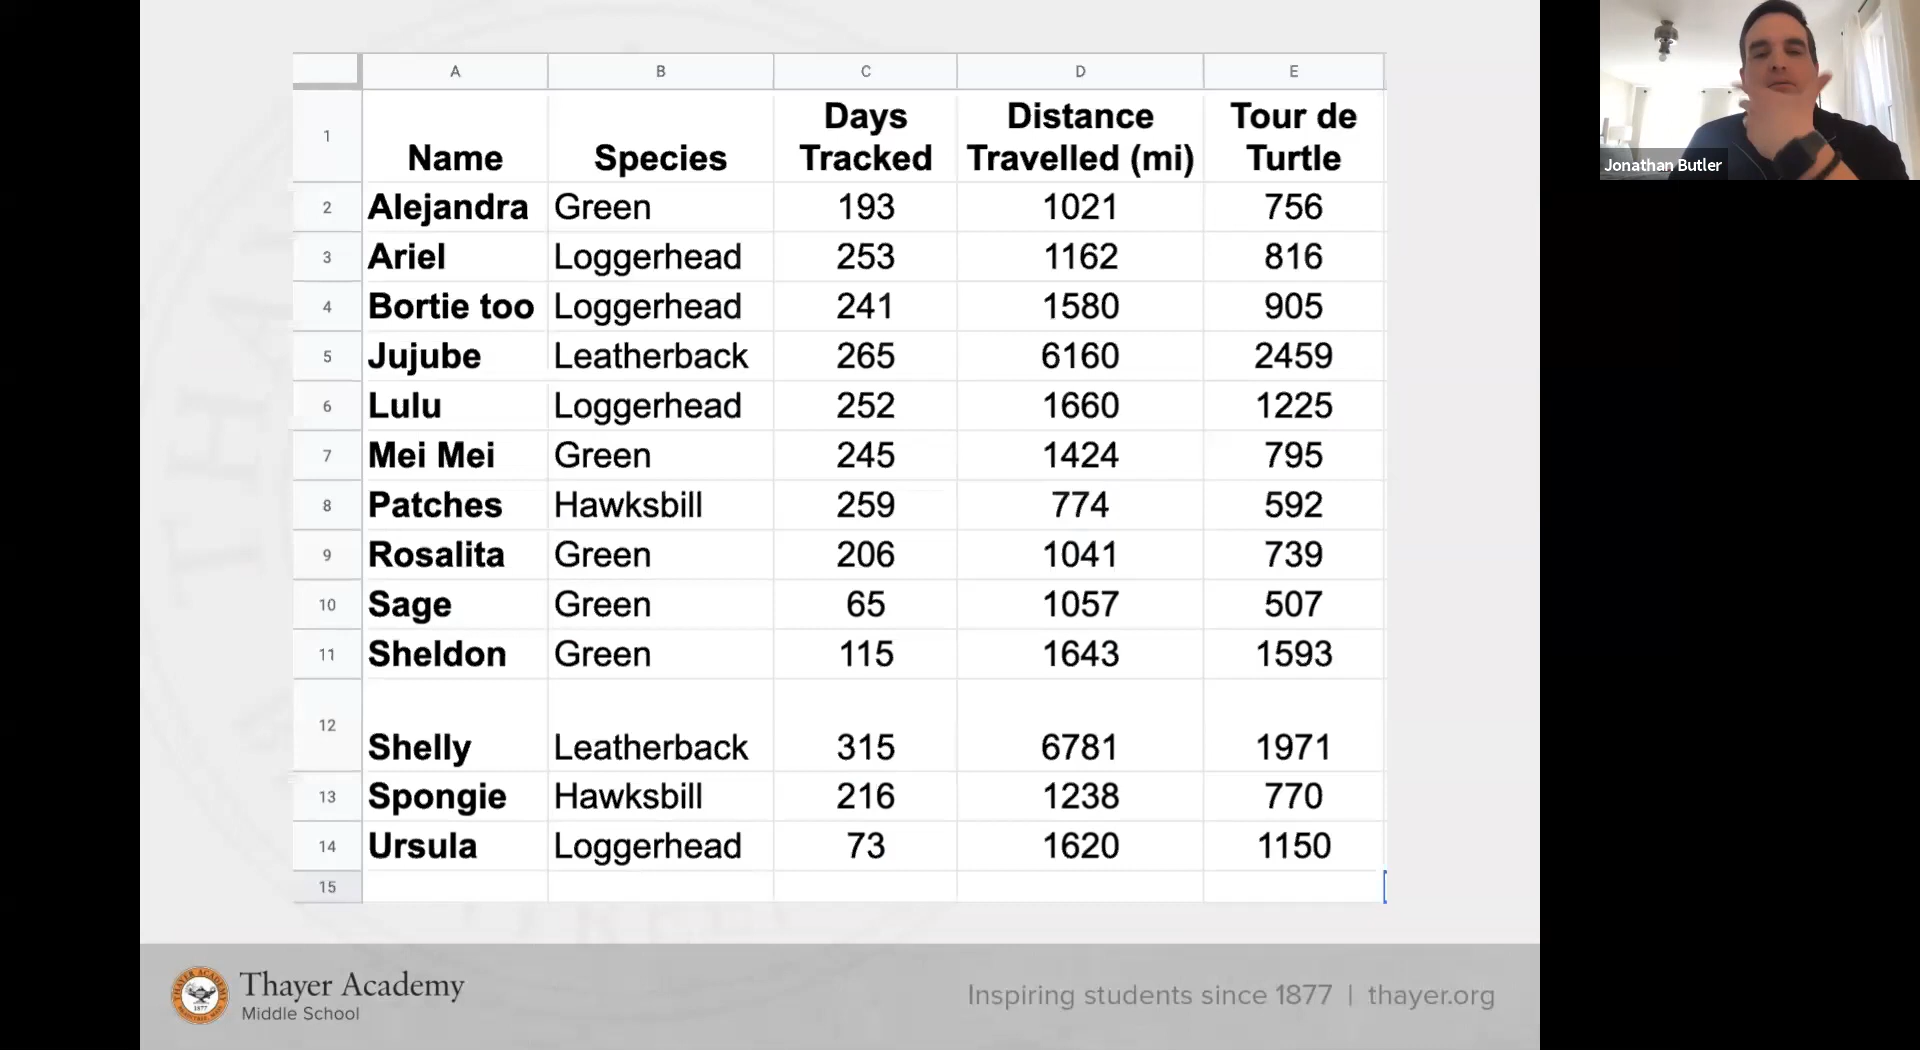 A B C D E
1 Name Species Days Tracked Distance Travelled (mi) Tour de Turtle
2 Alejandra Green 193 1021 756
3 Ariel Loggerhead 253 1162 816
4 Bortie too Loggerhead 241 1580 905
5 Jujube Leatherback 265 6160 2459
6 Lulu Loggerhead 252 1660 1225
7 Mei Mei Green 245 1424 795
8 Patches Hawksbill 259 774 592
9 Rosalita Green 206 1041 739
10 Sage Green 65 1057 507
11 Sheldon Green 115 1643 1593
12 Shelly Leatherback 315 6781 1971
13 Spongie Hawksbill 216 1238 770
14 Ursula Loggerhead 73 1620 1150
15
Thayer Academy
Middle School
Inspiring students since 1877 | thayer.org
Jonathan Butler